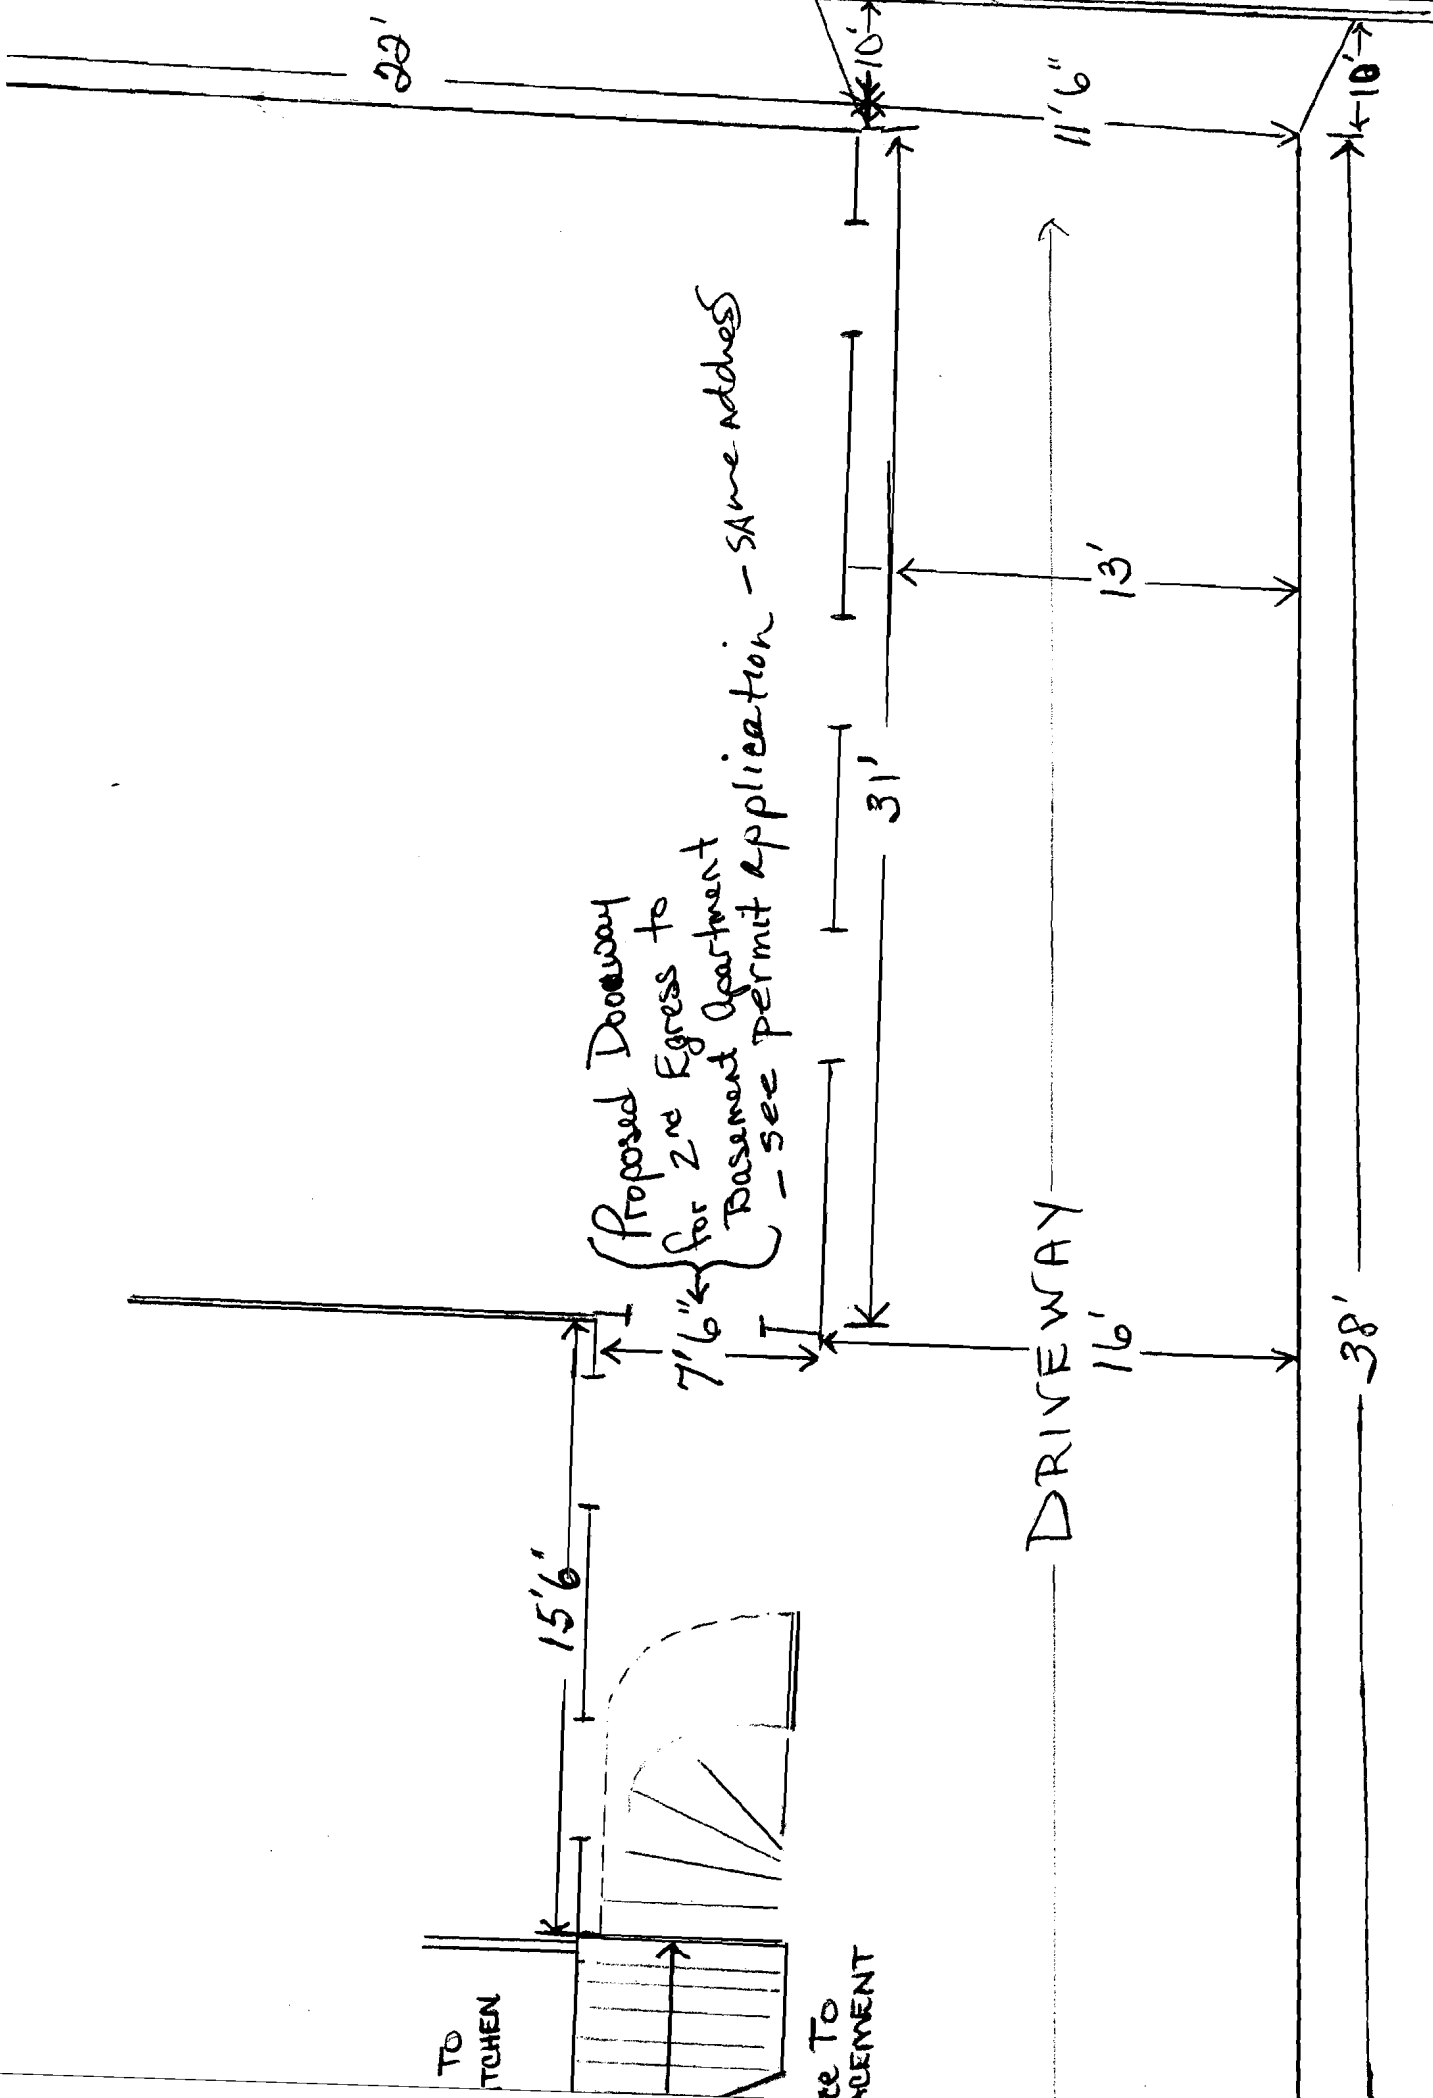 22'
10'
11'6"
10'
Proposed Doorway
for 2nd Egress to
Basement Apartment
- see permit application - SAme Address
31'
13'
7'6"
15'6"
DRIVEWAY
16'
38'
TO
TCHEN
ce To
CEMENT